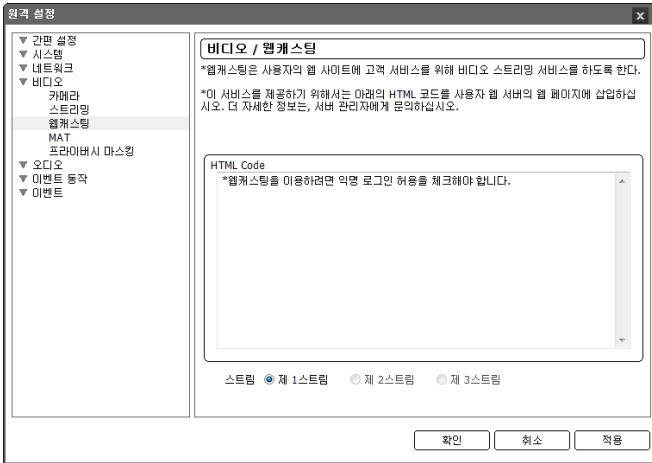 원격 설정
x
▼ 간편 설정
▼ 시스템
▼ 네트워크
▼ 비디오
카메라
스트리밍
웹캐스팅
MAT
프라이버시 마스킹
▼ 오디오
▼ 이벤트 동작
▼ 이벤트
비디오 / 웹캐스팅
*웹캐스팅은 사용자의 웹 사이트에 고객 서비스를 위해 비디오 스트리밍 서비스를 하도록 한다.
*이 서비스를 제공하기 위해서는 아래의 HTML 코드를 사용자 웹 서버의 웹 페이지에 삽입하십
시오. 더 자세한 정보는, 서버 관리자에게 문의하십시오.
HTML Code
*웹캐스팅을 이용하려면 익명 로그인 허용을 체크해야 합니다.
스트림 제 1스트림 제 2스트림 제 3스트림
확인 취소 적용